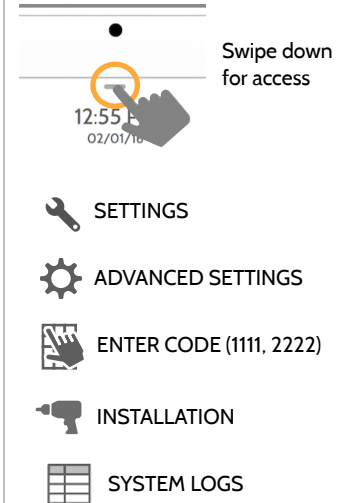 Swipe down
for access
12:55 P
02/01/18
SETTINGS
ADVANCED SETTINGS
ENTER CODE (1111, 2222)
INSTALLATION
SYSTEM LOGS